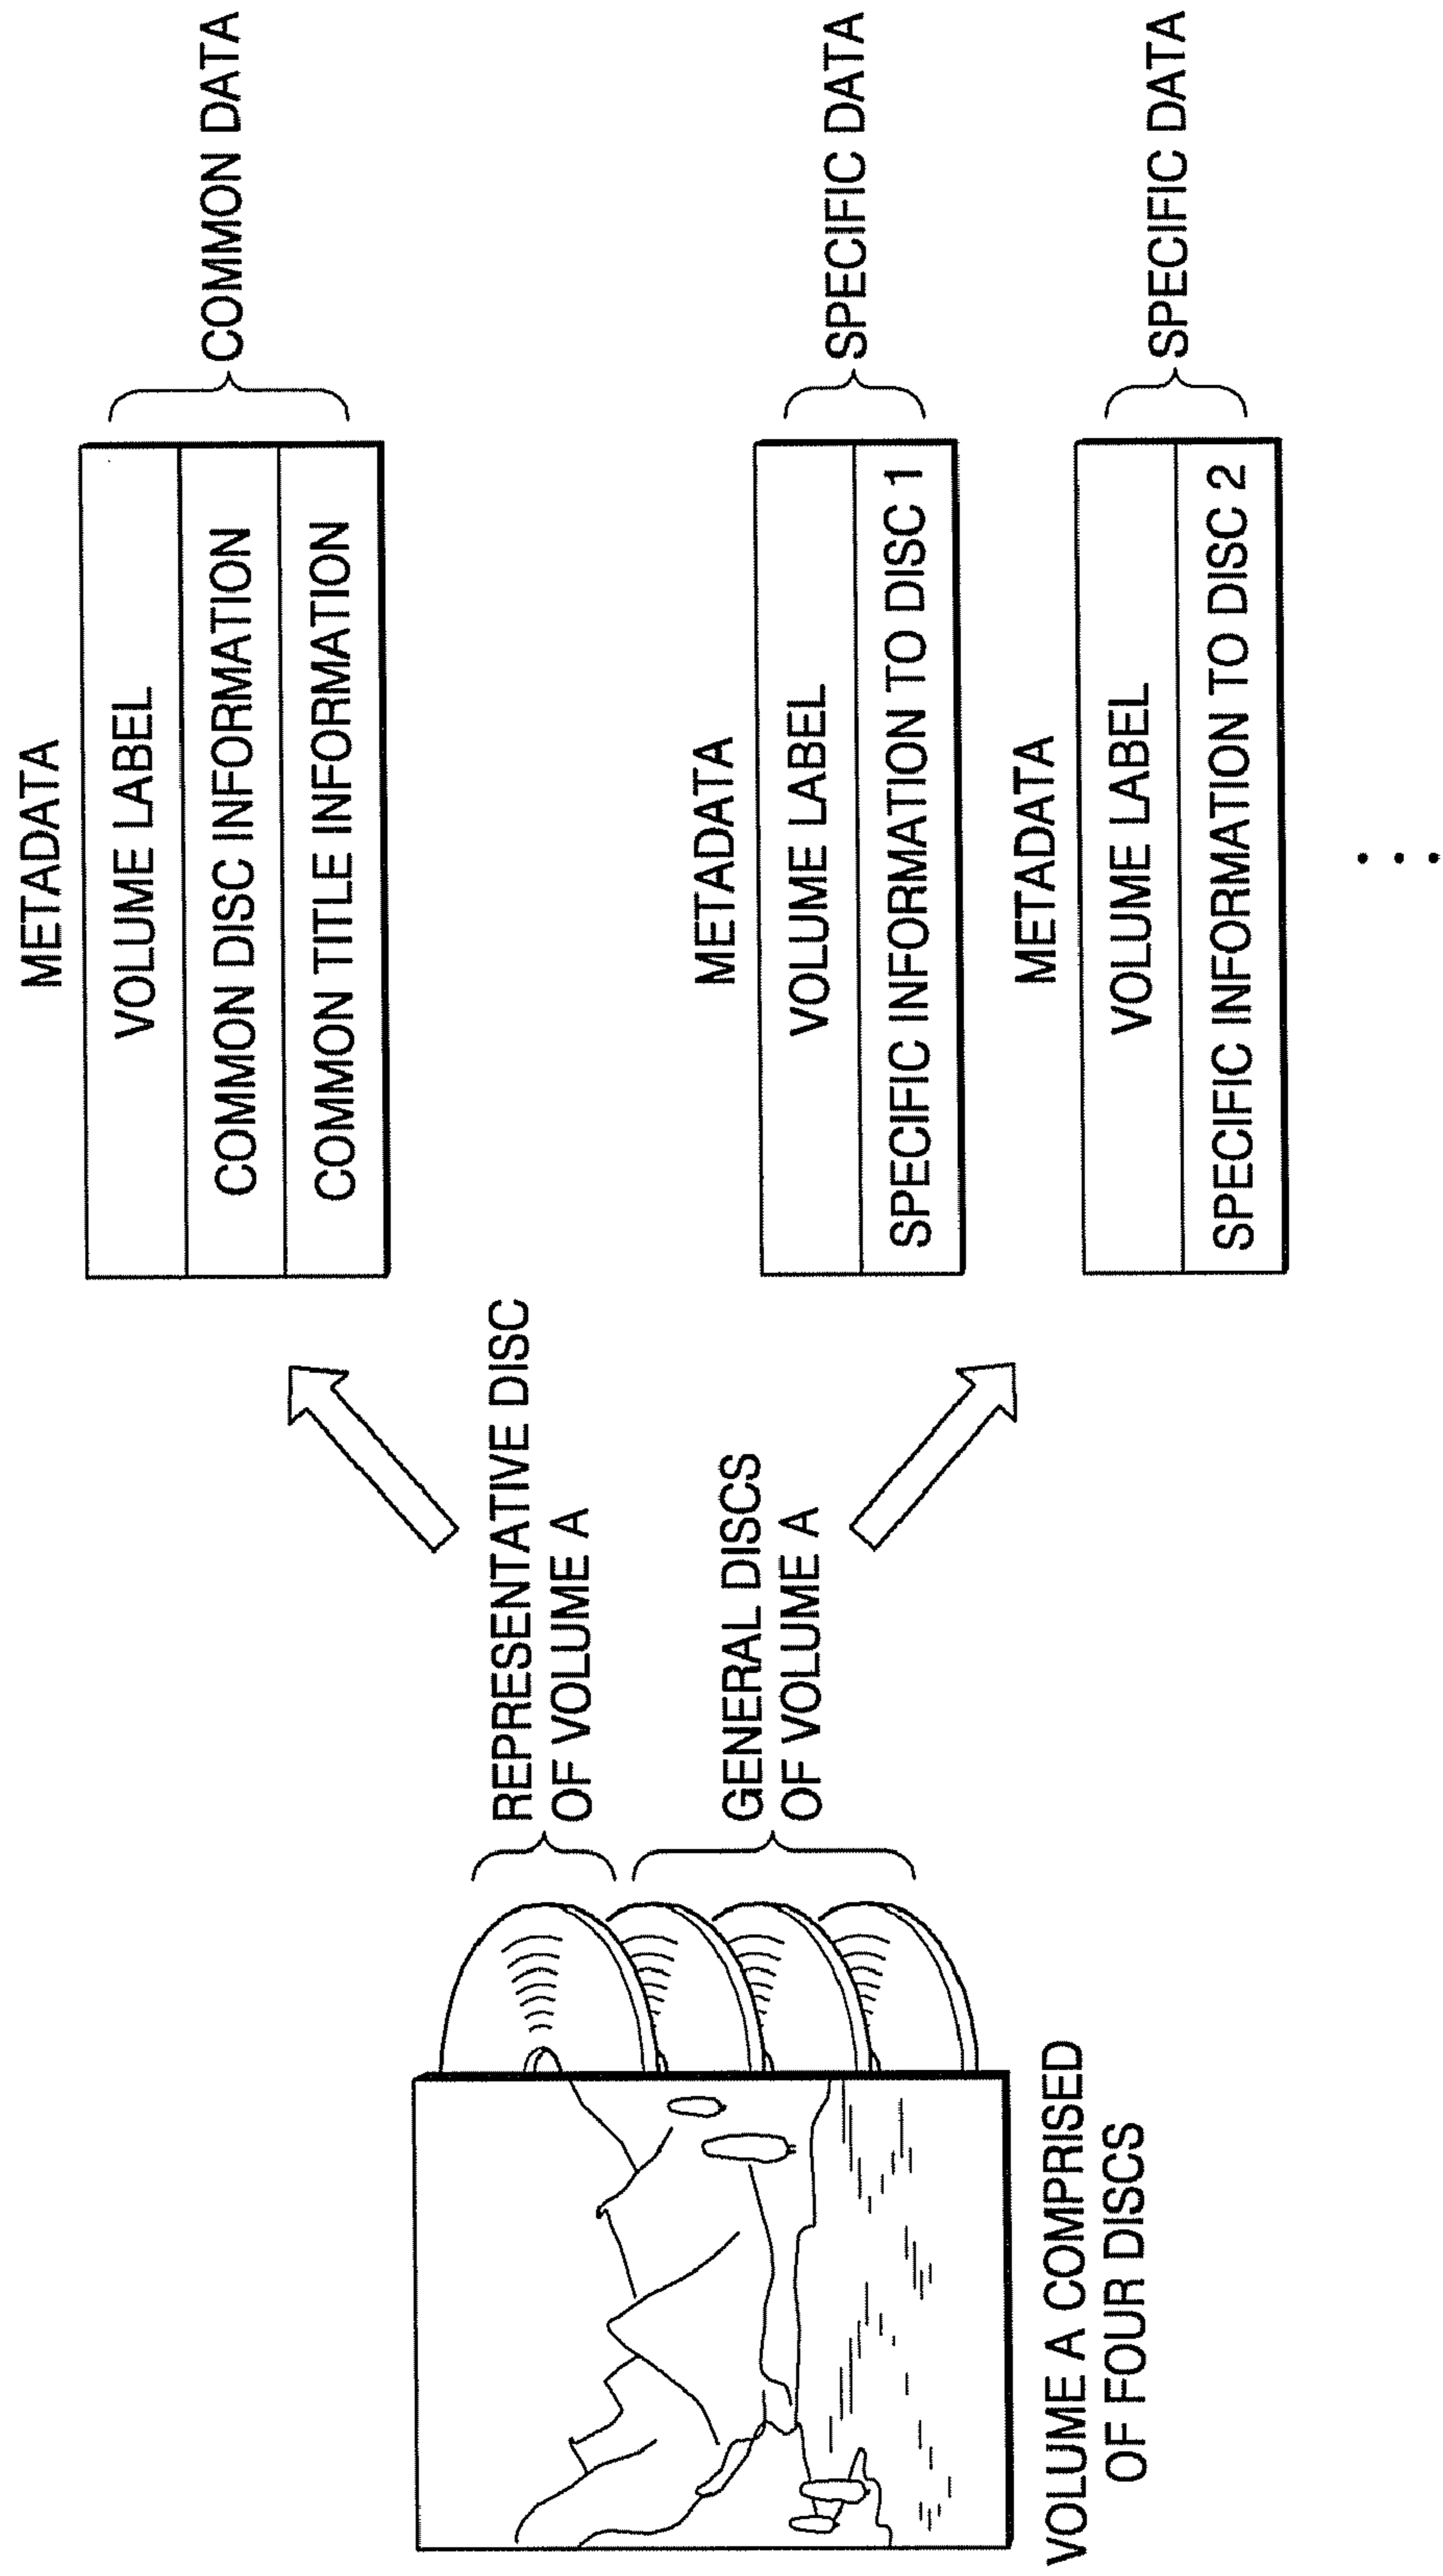 VOLUME A COMPRISED
OF FOUR DISCS
REPRESENTATIVE DISC
OF VOLUME A
GENERAL DISCS
OF VOLUME A
METADATA
VOLUME LABEL
COMMON DISC INFORMATION
COMMON TITLE INFORMATION
COMMON DATA
METADATA
VOLUME LABEL
SPECIFIC INFORMATION TO DISC 1
SPECIFIC DATA
METADATA
VOLUME LABEL
SPECIFIC INFORMATION TO DISC 2
SPECIFIC DATA